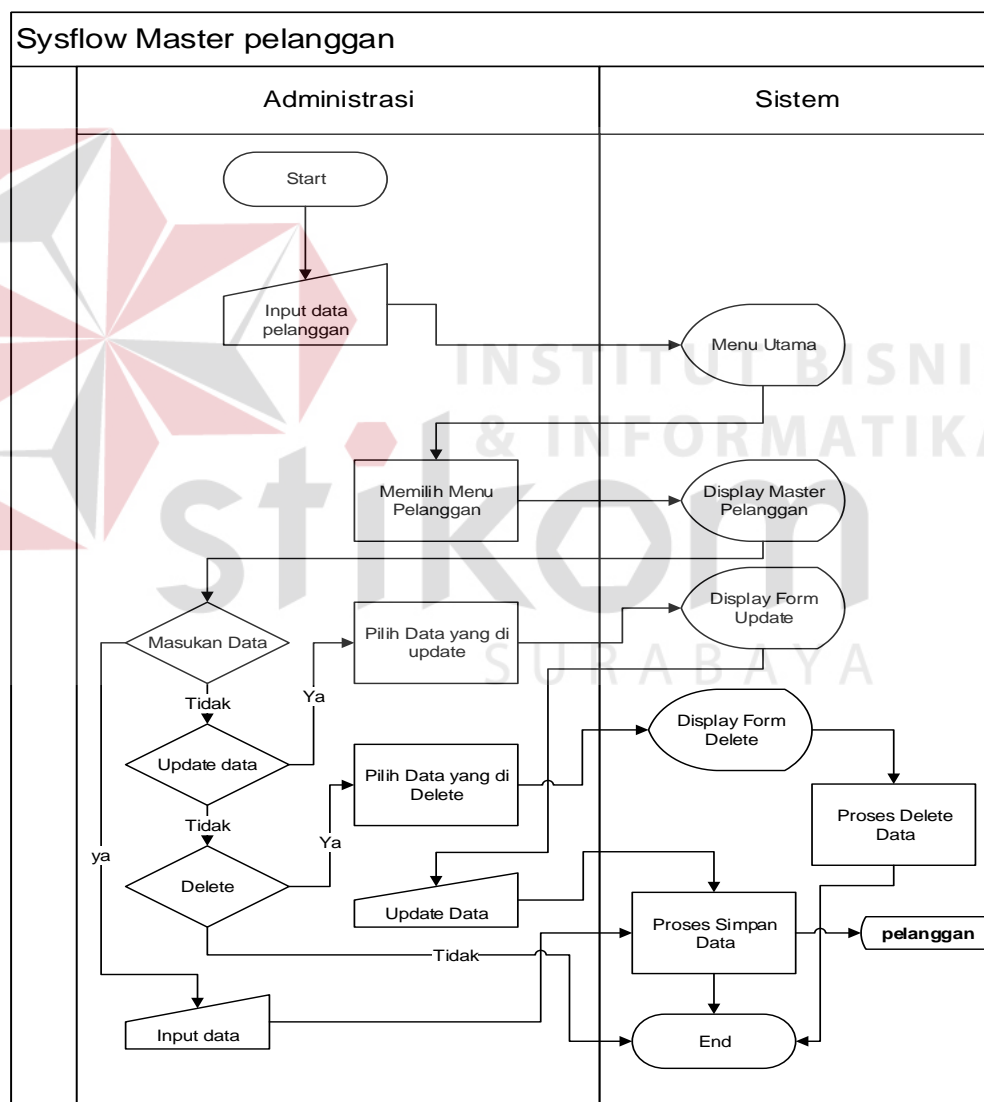 Sysflow Master pelanggan
Administrasi
Sistem
Start
Input data
pelanggan
Menu Utama
INSTITUT BISNI
& INFORMATIKA
stikom
SURABAYA
Memilih Menu
Pelanggan
Display Master
Pelanggan
Masukan Data
Pilih Data yang di
update
Display Form
Update
Tidak
Ya
Update data
Pilih Data yang di
Delete
Display Form
Delete
Proses Delete
Data
Tidak
Ya
ya
Delete
Update Data
Proses Simpan
Data
pelanggan
Tidak
Input data
End